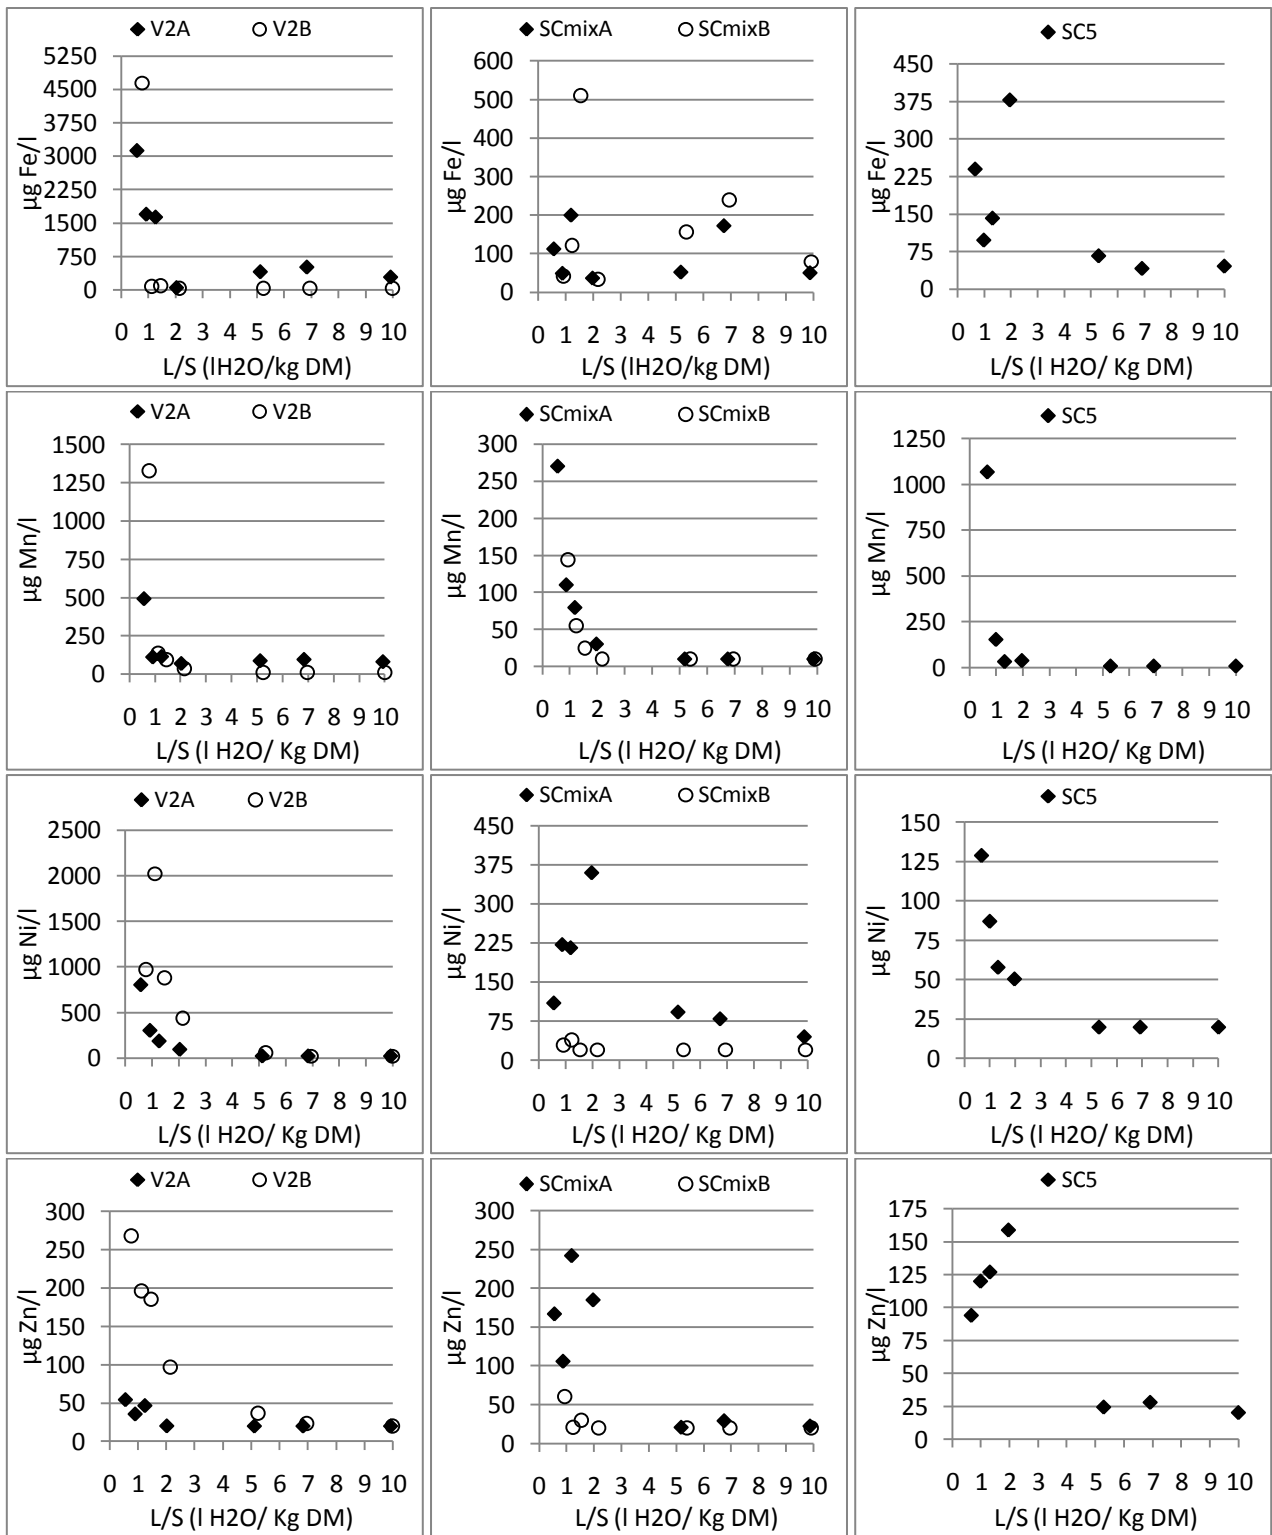 V2A V2B
5250
4500
3750
3000
2250
1500
750
0
µg Fe/l
0 1 2 3 4 5 6 7 8 9 10
L/S (lH2O/kg DM)
SCmixA SCmixB
600
500
400
300
200
100
0
µg Fe/l
0 1 2 3 4 5 6 7 8 9 10
L/S (lH2O/kg DM)
SC5
450
375
300
225
150
75
0
µg Fe/l
0 1 2 3 4 5 6 7 8 9 10
L/S (l H2O/ Kg DM)
V2A V2B
1500
1250
1000
750
500
250
0
µg Mn/l
0 1 2 3 4 5 6 7 8 9 10
L/S (l H2O/ Kg DM)
SCmixA SCmixB
300
250
200
150
100
50
0
µg Mn/l
0 1 2 3 4 5 6 7 8 9 10
L/S (l H2O/ Kg DM)
SC5
1250
1000
750
500
250
0
µg Mn/l
0 1 2 3 4 5 6 7 8 9 10
L/S (l H2O/ Kg DM)
V2A V2B
2500
2000
1500
1000
500
0
µg Ni/l
0 1 2 3 4 5 6 7 8 9 10
L/S (l H2O/ Kg DM)
SCmixA SCmixB
450
375
300
225
150
75
0
µg Ni/l
0 1 2 3 4 5 6 7 8 9 10
L/S (l H2O/ Kg DM)
SC5
150
125
100
75
50
25
0
µg Ni/l
0 1 2 3 4 5 6 7 8 9 10
L/S (l H2O/ Kg DM)
V2A V2B
300
250
200
150
100
50
0
µg Zn/l
0 1 2 3 4 5 6 7 8 9 10
L/S (l H2O/ Kg DM)
SCmixA SCmixB
300
250
200
150
100
50
0
µg Zn/l
0 1 2 3 4 5 6 7 8 9 10
L/S (l H2O/ Kg DM)
SC5
175
150
125
100
75
50
25
0
µg Zn/l
0 1 2 3 4 5 6 7 8 9 10
L/S (l H2O/ Kg DM)